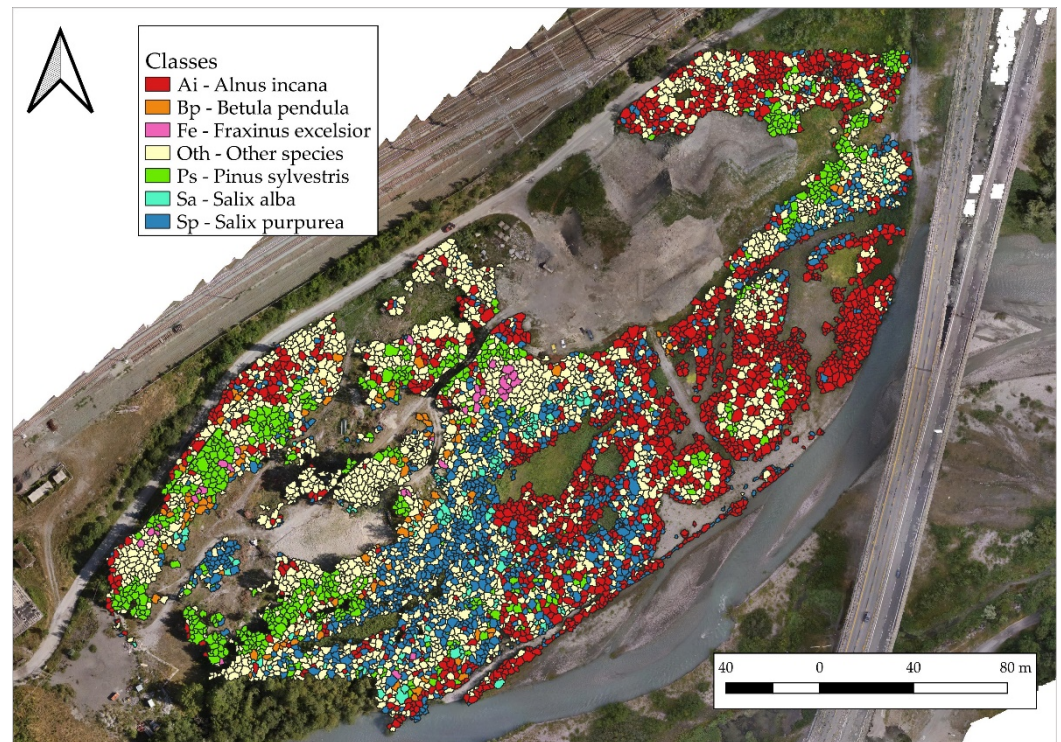 Classes
Ai - Alnus incana
Bp - Betula pendula
Fe - Fraxinus excelsior
Oth - Other species
Ps - Pinus sylvestris
Sa - Salix alba
Sp - Salix purpurea
40 0 40 80 m